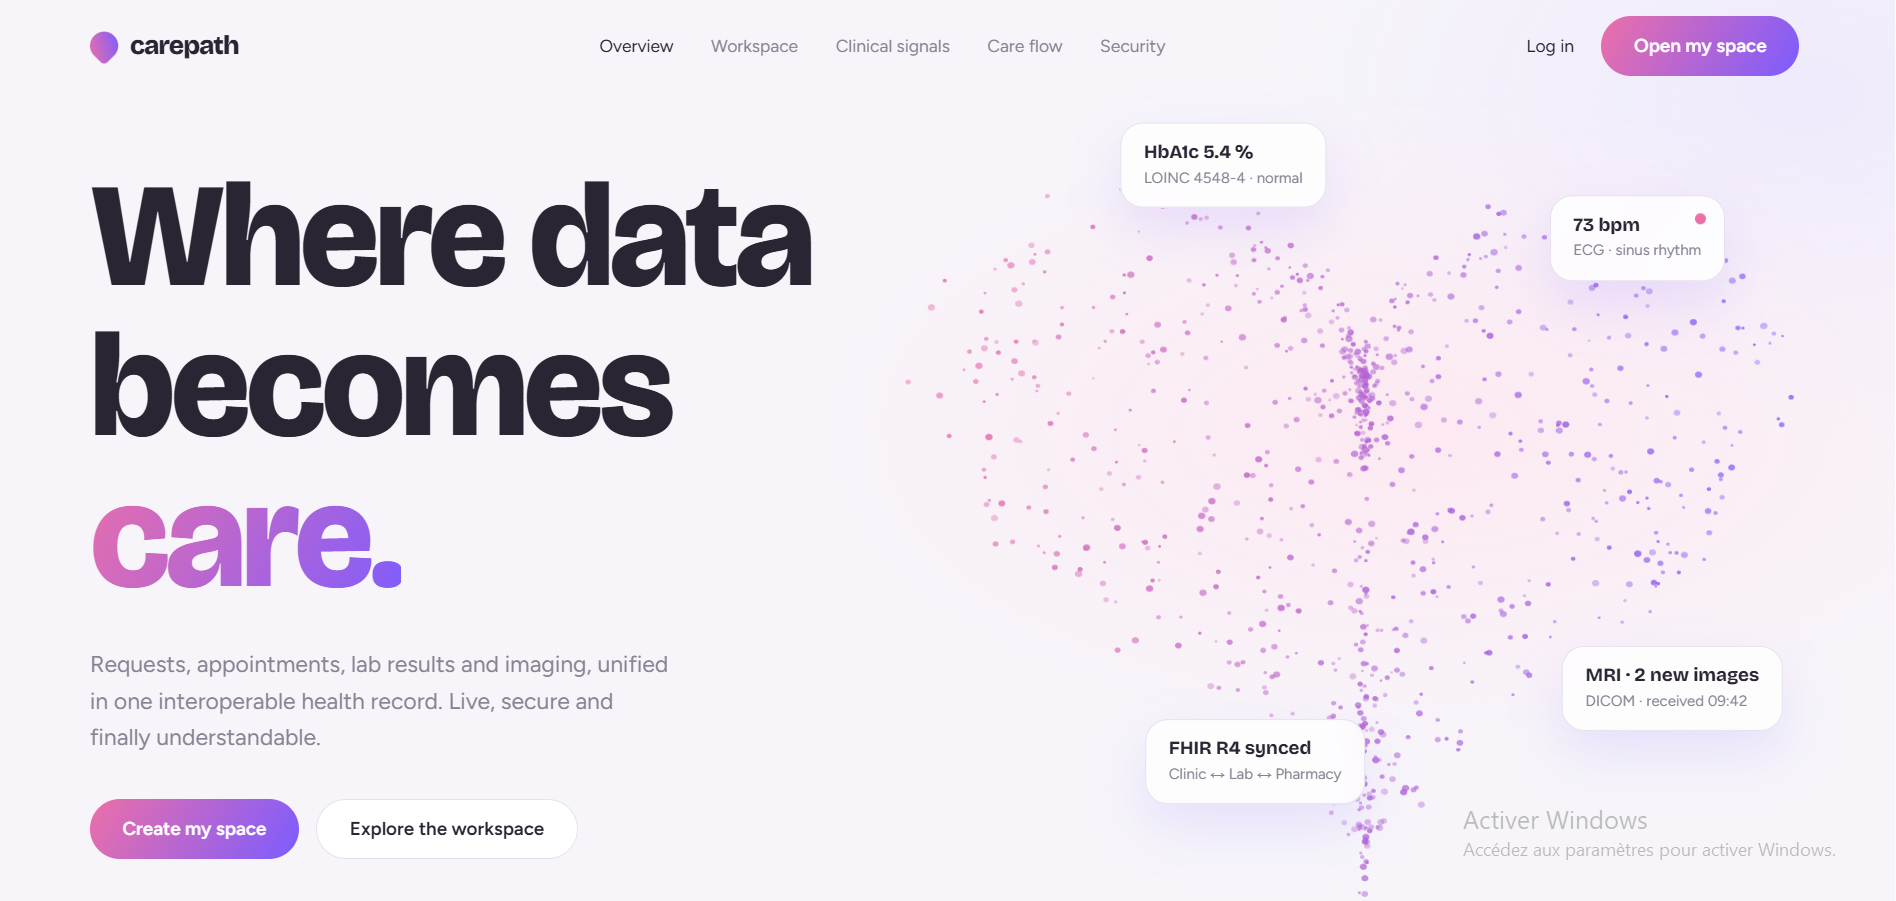 carepath
Overview
Workspace
Clinical signals
Care flow
Security
Log in
Open my space
Where data
becomes
care.
Requests, appointments, lab results and imaging, unified
in one interoperable health record. Live, secure and
finally understandable.
Create my space
Explore the workspace
HbA1c 5.4 %
LOINC 4548-4 · normal
73 bpm
ECG · sinus rhythm
MRI · 2 new images
DICOM · received 09:42
FHIR R4 synced
Clinic ↔ Lab ↔ Pharmacy
Activer Windows
Accédez aux paramètres pour activer Windows.